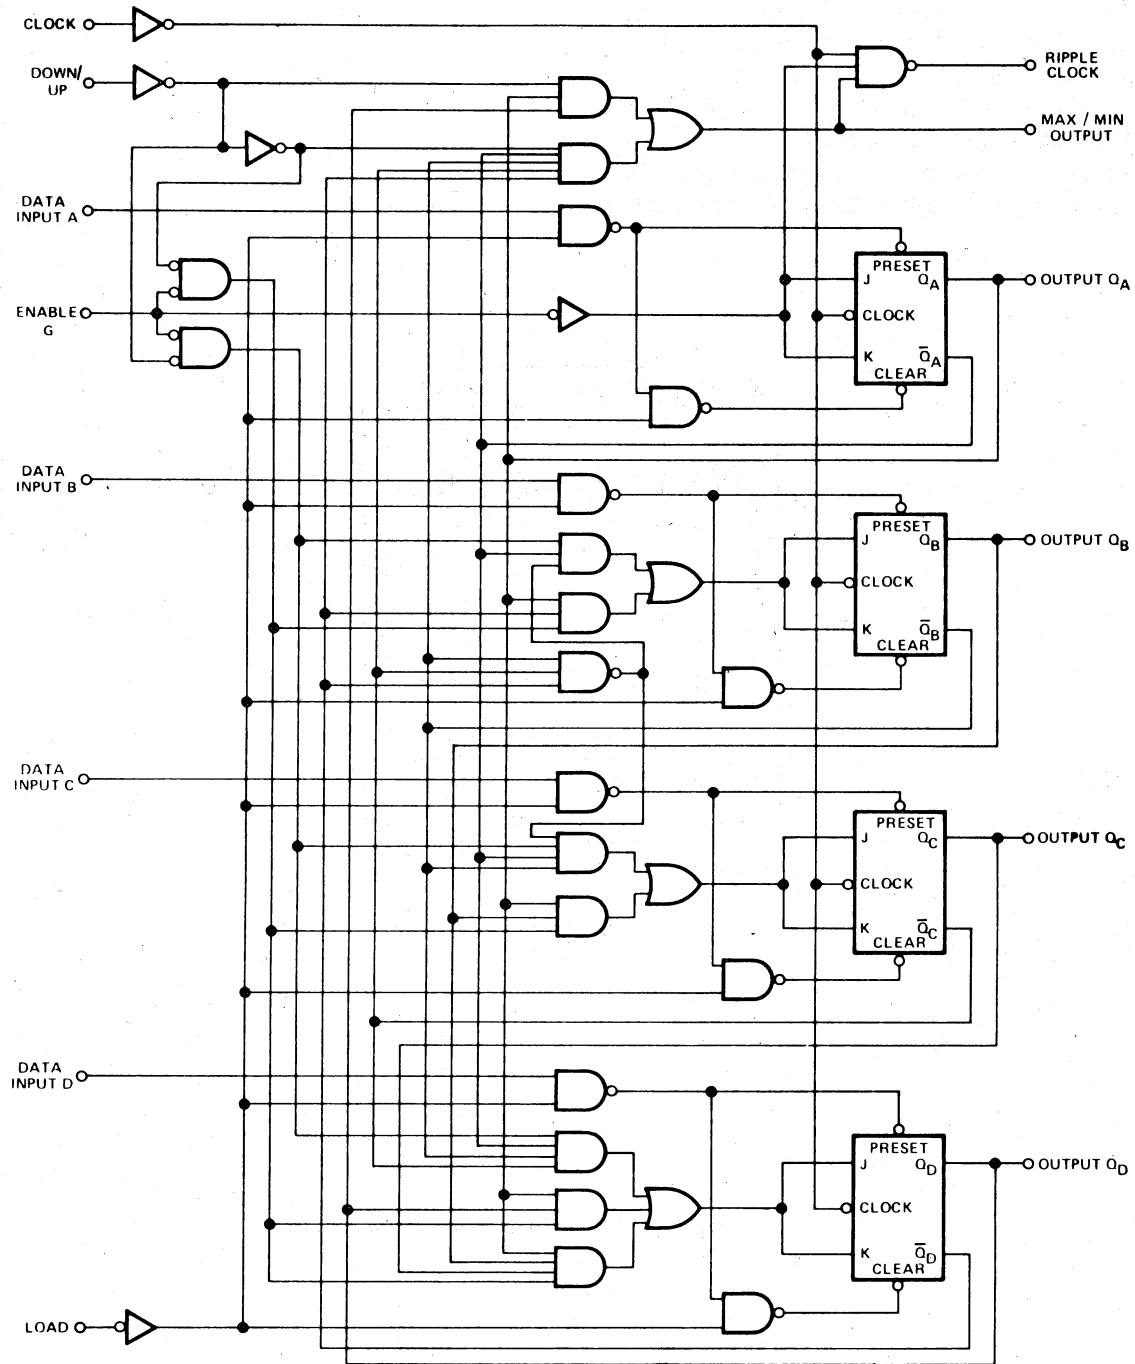 CLOCK
RIPPLE
CLOCK
DOWN/
UP
MAX / MIN
OUTPUT
DATA
INPUT A
PRESET
J QA
OUTPUT QA
ENABLE
G
CLOCK
K Q̅A
CLEAR
DATA
INPUT B
PRESET
J QB
OUTPUT QB
CLOCK
K Q̅B
CLEAR
DATA
INPUT C
PRESET
J QC
OUTPUT QC
CLOCK
K Q̅C
CLEAR
DATA
INPUT D
PRESET
J QD
OUTPUT QD
CLOCK
K Q̅D
CLEAR
LOAD